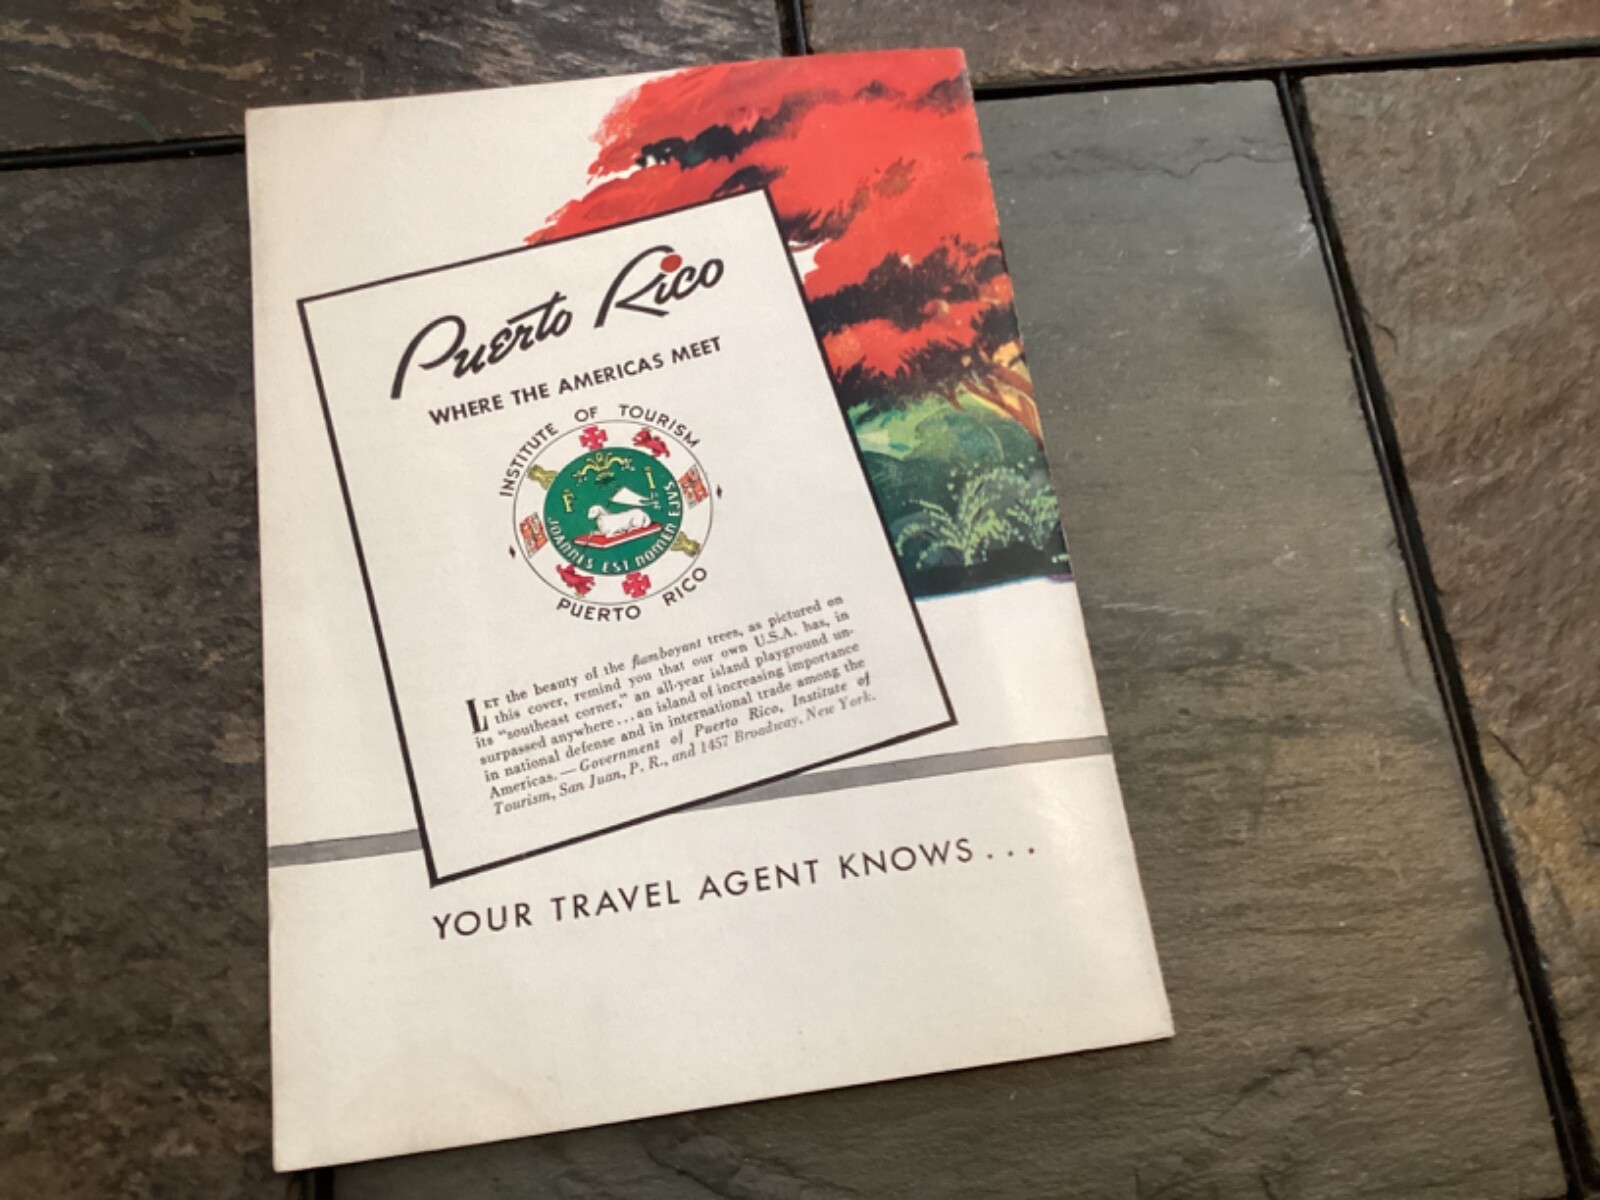 Puerto Rico
WHERE THE AMERICAS MEET
INSTITUTE OF TOURISM
F I
JOANNES EST NOMEN EJVS
PUERTO RICO
LET the beauty of the flamboyant trees, as pictured on
this cover, remind you that our own U.S.A. has, in
its "southeast corner," an all-year island playground un-
surpassed anywhere...an island of increasing importance
in national defense and in international trade among the
Americas. — Government of Puerto Rico, Institute of
Tourism, San Juan, P. R., and 1457 Broadway, New York.
YOUR TRAVEL AGENT KNOWS...